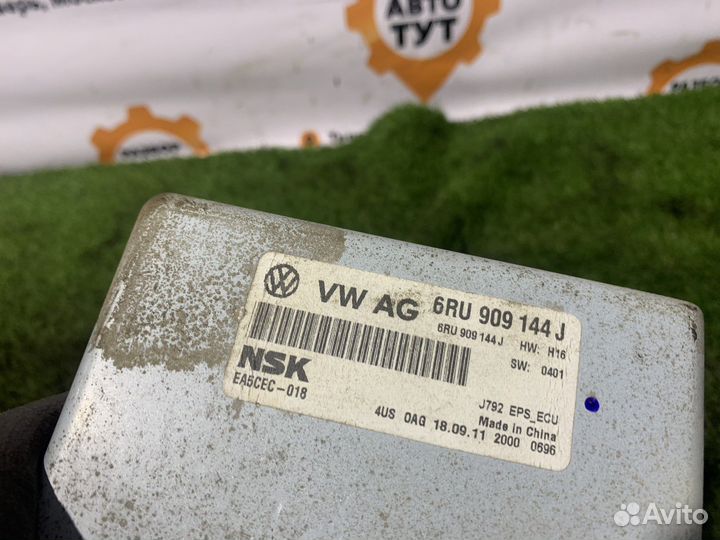 АВТО
ТУТ
VW AG 6RU 909 144 J
6RU 909 144 J HW: H16
SW: 0401
NSK
EA6CEC-018
J792 EPS_ECU
Made in China
4US 0AG 18.09.11 2000 0696
Avito